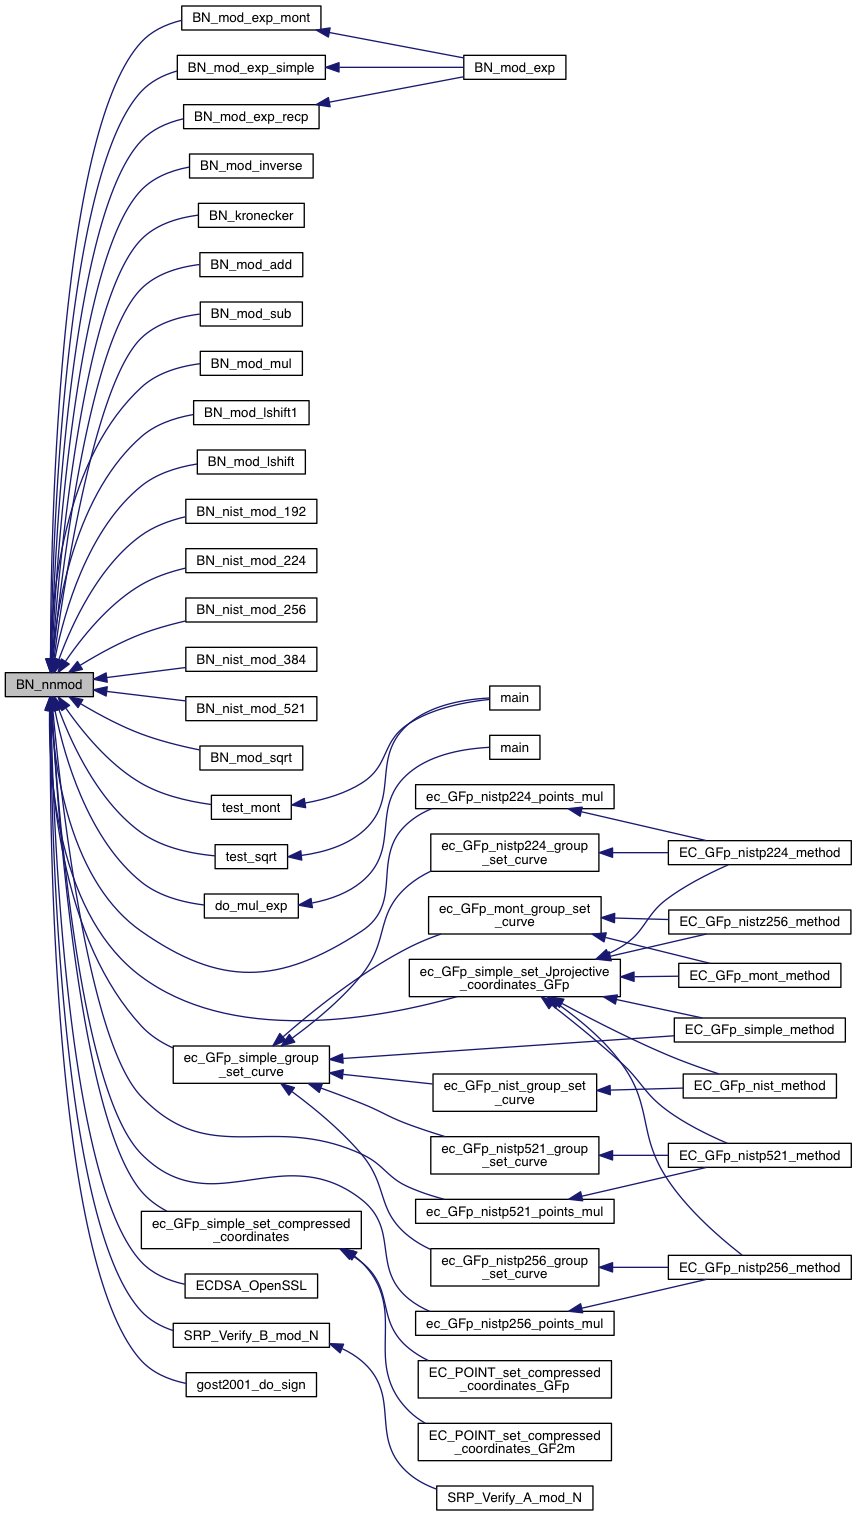 BN_mod_exp_mont
BN_mod_exp_simple
BN_mod_exp
BN_mod_exp_recp
BN_mod_inverse
BN_kronecker
BN_mod_add
BN_mod_sub
BN_mod_mul
BN_mod_lshift1
BN_mod_lshift
BN_nist_mod_192
BN_nist_mod_224
BN_nist_mod_256
BN_nist_mod_384
BN_nnmod
BN_nist_mod_521
BN_mod_sqrt
test_mont
test_sqrt
do_mul_exp
main
main
ec_GFp_nistp224_points_mul
ec_GFp_nistp224_group
_set_curve
EC_GFp_nistp224_method
ec_GFp_mont_group_set
_curve
EC_GFp_nistz256_method
ec_GFp_simple_set_Jprojective
_coordinates_GFp
EC_GFp_mont_method
EC_GFp_simple_method
ec_GFp_simple_group
_set_curve
ec_GFp_nist_group_set
_curve
EC_GFp_nist_method
ec_GFp_nistp521_group
_set_curve
EC_GFp_nistp521_method
ec_GFp_nistp521_points_mul
ec_GFp_simple_set_compressed
_coordinates
ec_GFp_nistp256_group
_set_curve
EC_GFp_nistp256_method
ECDSA_OpenSSL
ec_GFp_nistp256_points_mul
SRP_Verify_B_mod_N
EC_POINT_set_compressed
_coordinates_GFp
gost2001_do_sign
EC_POINT_set_compressed
_coordinates_GF2m
SRP_Verify_A_mod_N